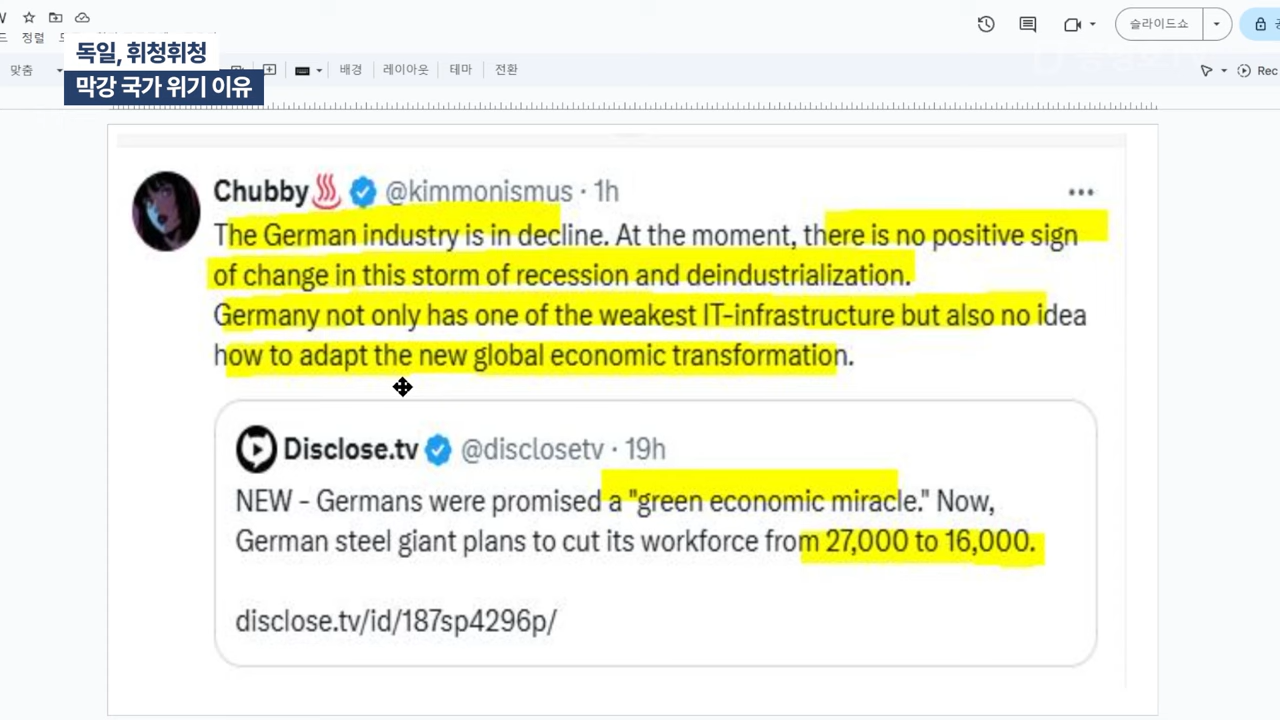 정렬
슬라이드쇼
독일, 휘청휘청
막강 국가 위기 이유
맞춤
배경
레이아웃
테마
전환
Rec
Chubby @kimmonismus · 1h
The German industry is in decline. At the moment, there is no positive sign
of change in this storm of recession and deindustrialization.
Germany not only has one of the weakest IT-infrastructure but also no idea
how to adapt the new global economic transformation.
Disclose.tv @disclosetv · 19h
NEW - Germans were promised a "green economic miracle." Now,
German steel giant plans to cut its workforce from 27,000 to 16,000.
disclose.tv/id/187sp4296p/